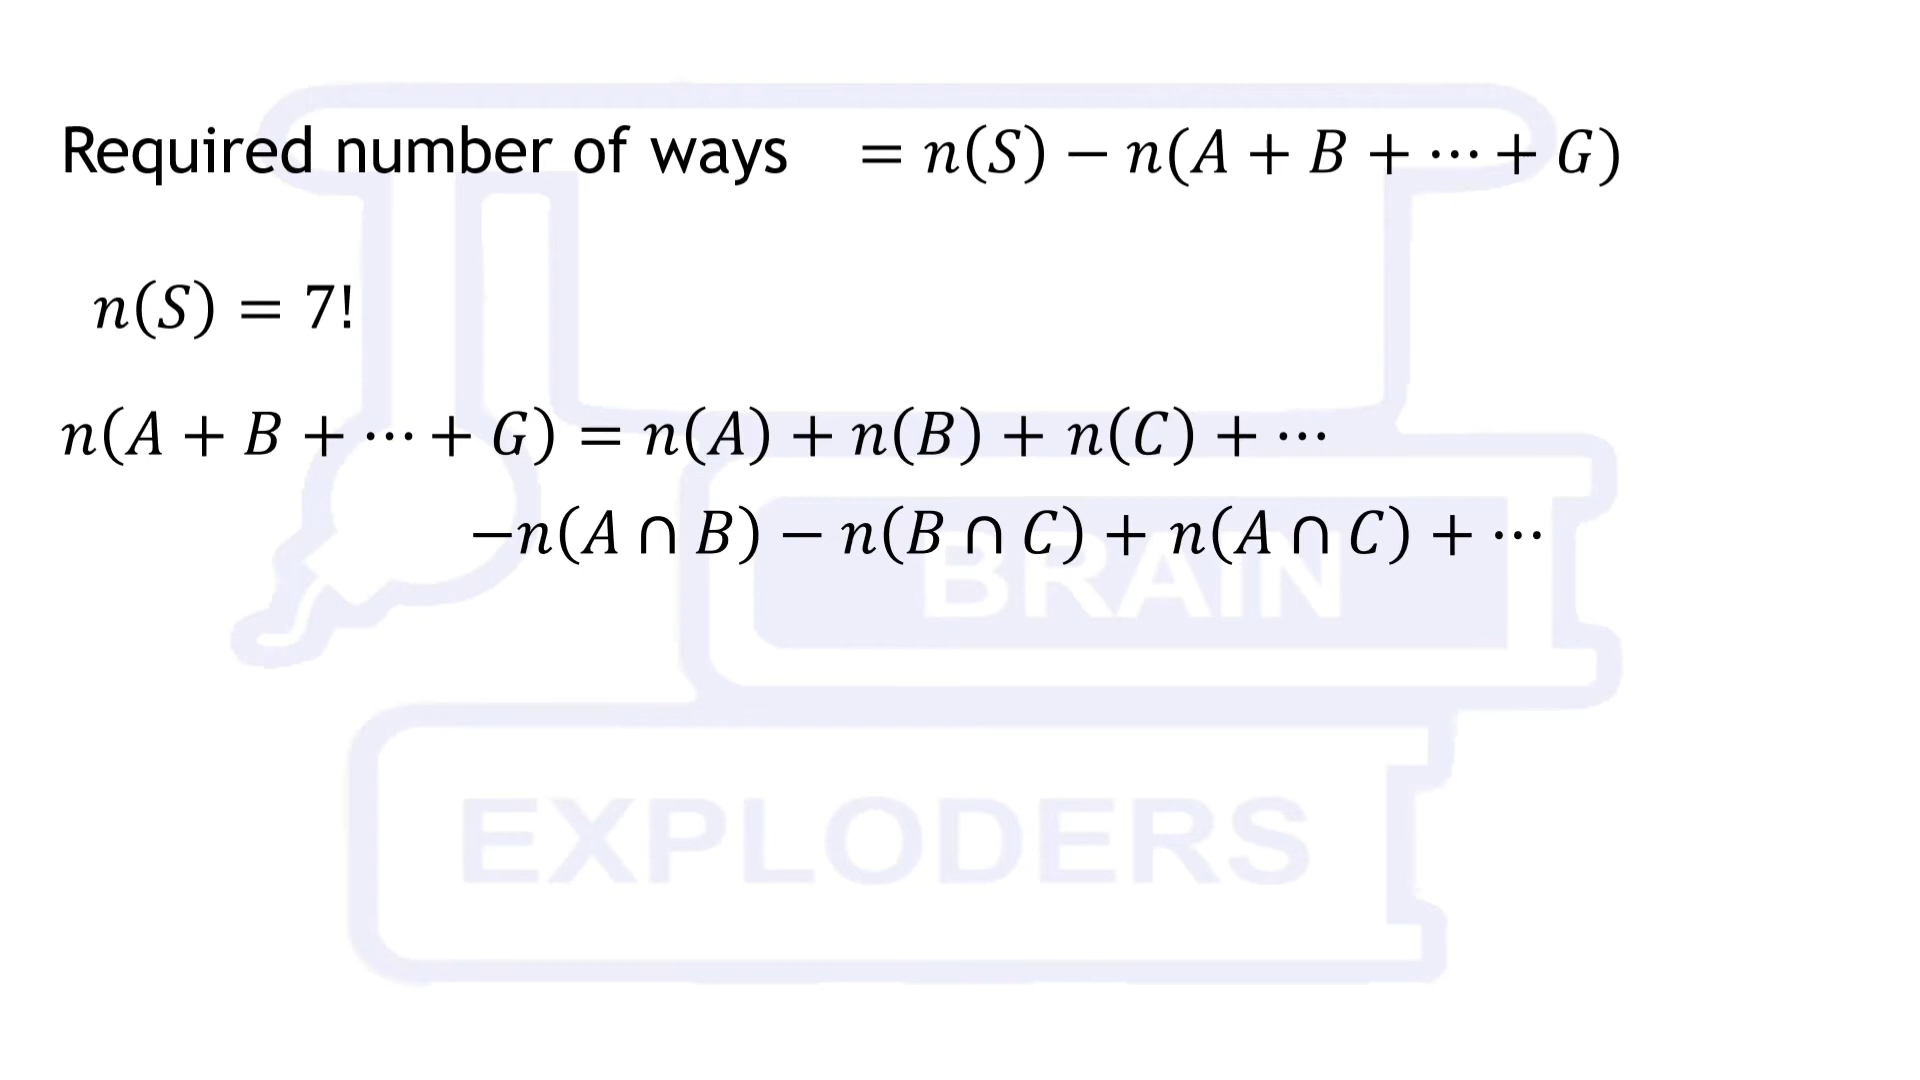 Required number of ways = n(S) − n(A + B + ⋯ + G)
n(S) = 7!
n(A + B + ⋯ + G) = n(A) + n(B) + n(C) + ⋯
−n(A ∩ B) − n(B ∩ C) + n(A ∩ C) + ⋯
BRAIN
EXPLODERS